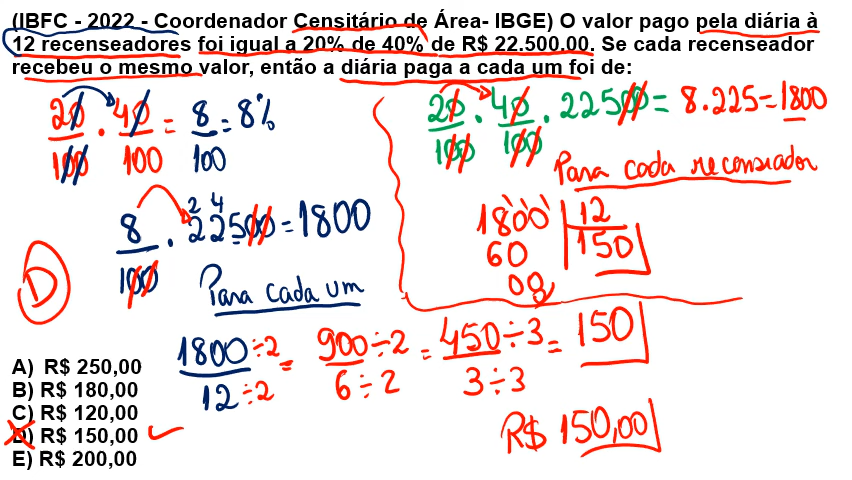 (IBFC - 2022 - Coordenador Censitário de Área- IBGE) O valor pago pela diária à
12 recenseadores foi igual a 20% de 40% de R$ 22.500,00. Se cada recenseador
recebeu o mesmo valor, então a diária paga a cada um foi de:
20/100 . 40/100 = 8/100 = 8%
8/100 . 22500 = 1800
2 4
Para cada um
1800÷2/12÷2 = 900÷2/6÷2 = 450÷3/3÷3 = 150
R$ 150,00
20/100 . 40/100 . 22500 = 8.225=1800
Para cada recenseador
1800 12
60 150
00
D
A) R$ 250,00
B) R$ 180,00
C) R$ 120,00
D) R$ 150,00
E) R$ 200,00